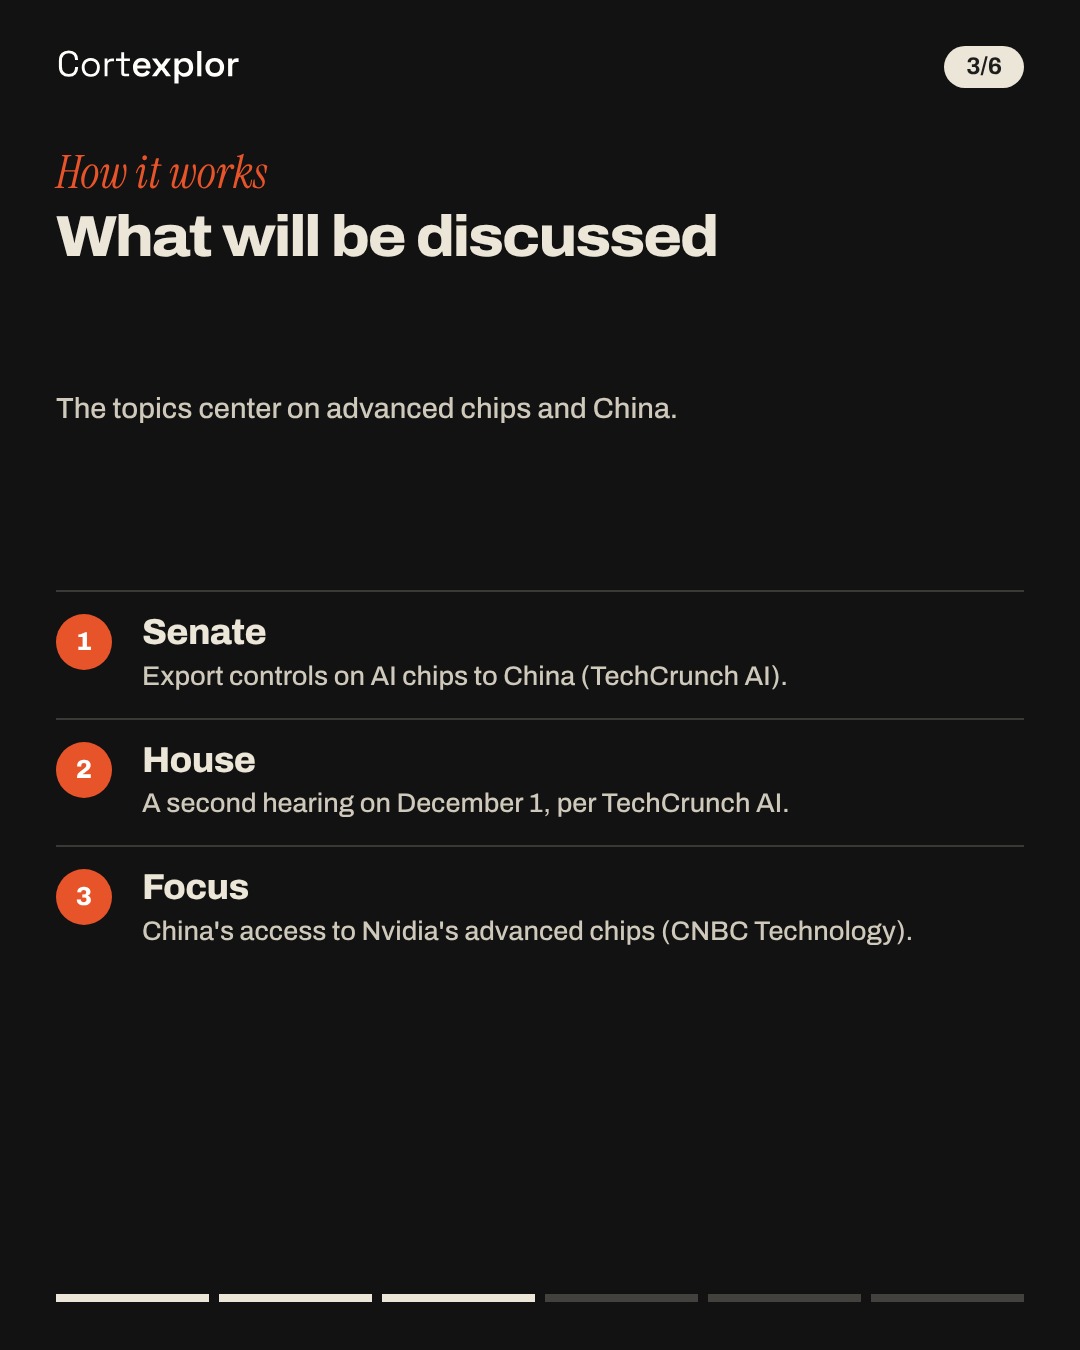 Cortexplor
3/6
How it works
What will be discussed
The topics center on advanced chips and China.
1
Senate
Export controls on AI chips to China (TechCrunch AI).
2
House
A second hearing on December 1, per TechCrunch AI.
3
Focus
China's access to Nvidia's advanced chips (CNBC Technology).